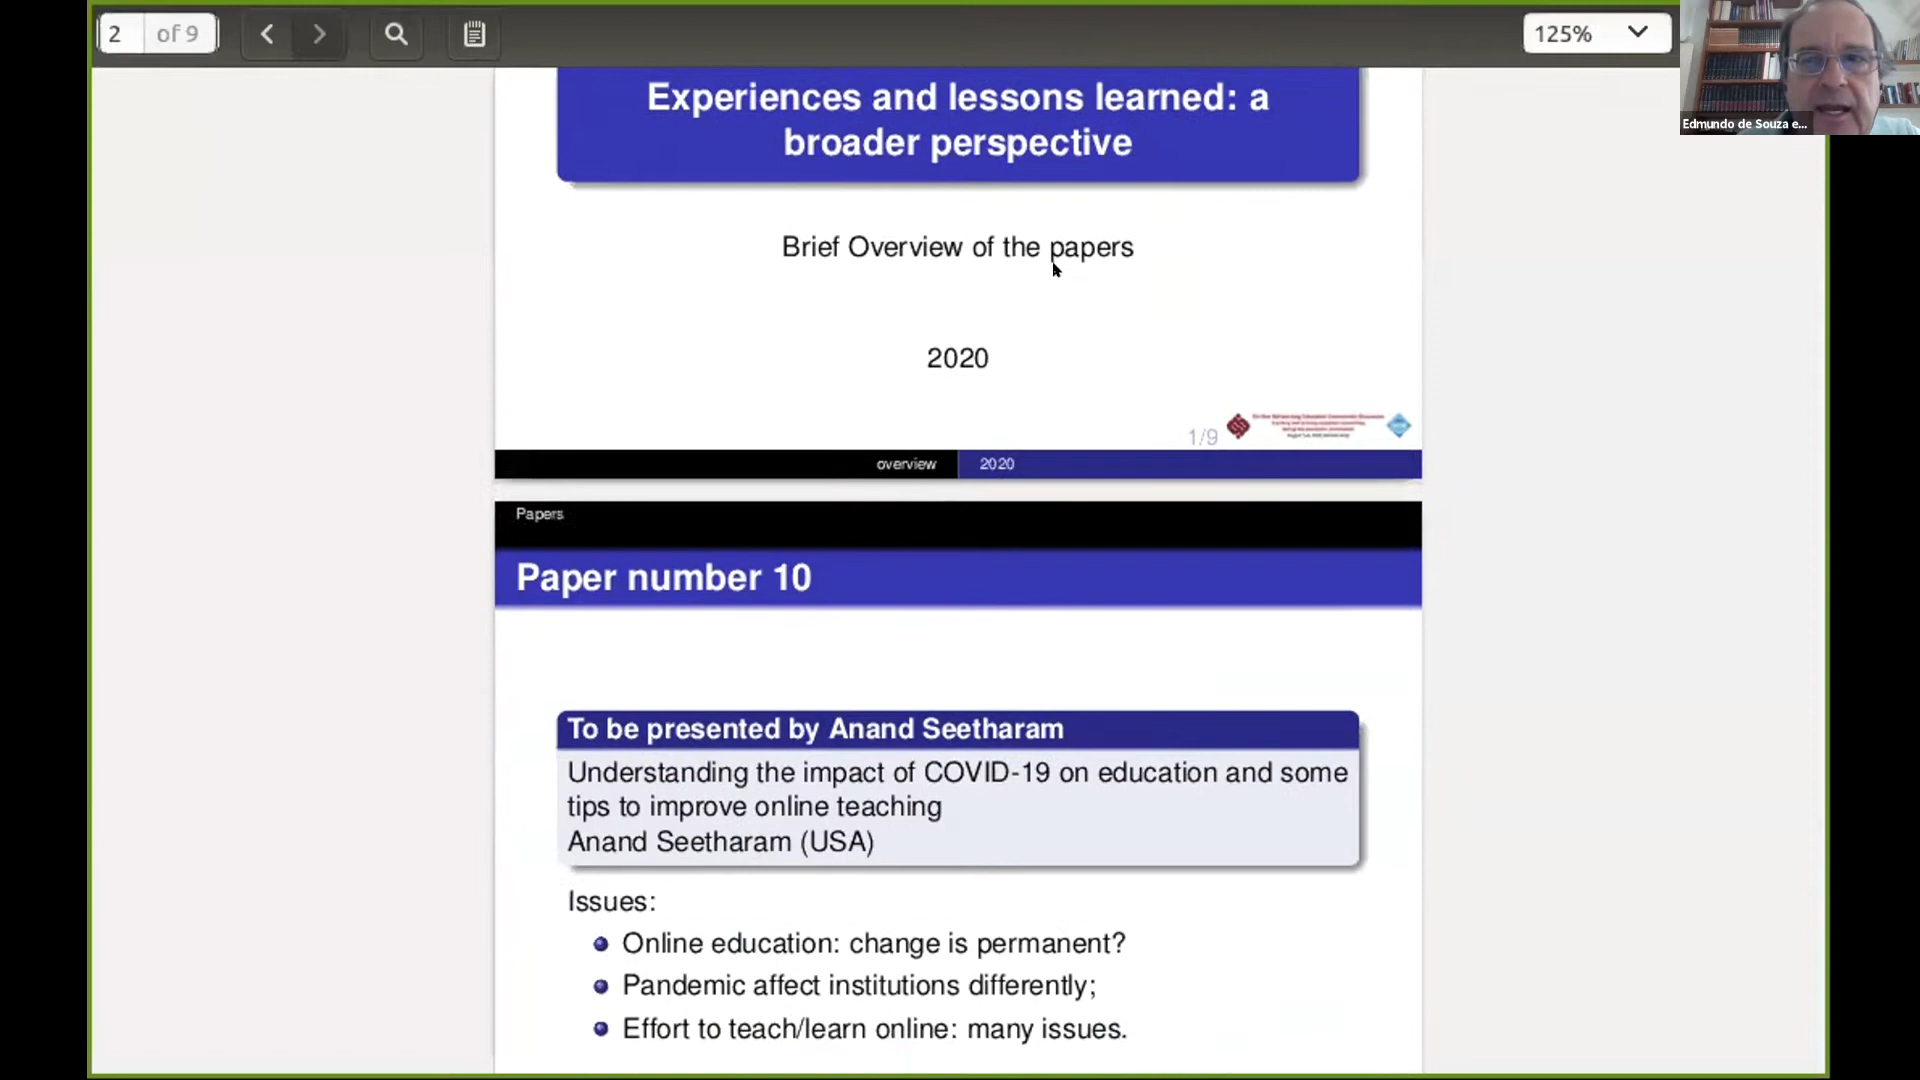 2 of 9
125%
Edmundo de Souza e...
Experiences and lessons learned: a
broader perspective
Brief Overview of the papers
2020
1/9
overview 2020
Papers
Paper number 10
To be presented by Anand Seetharam
Understanding the impact of COVID-19 on education and some
tips to improve online teaching
Anand Seetharam (USA)
Issues:
Online education: change is permanent?
Pandemic affect institutions differently;
Effort to teach/learn online: many issues.